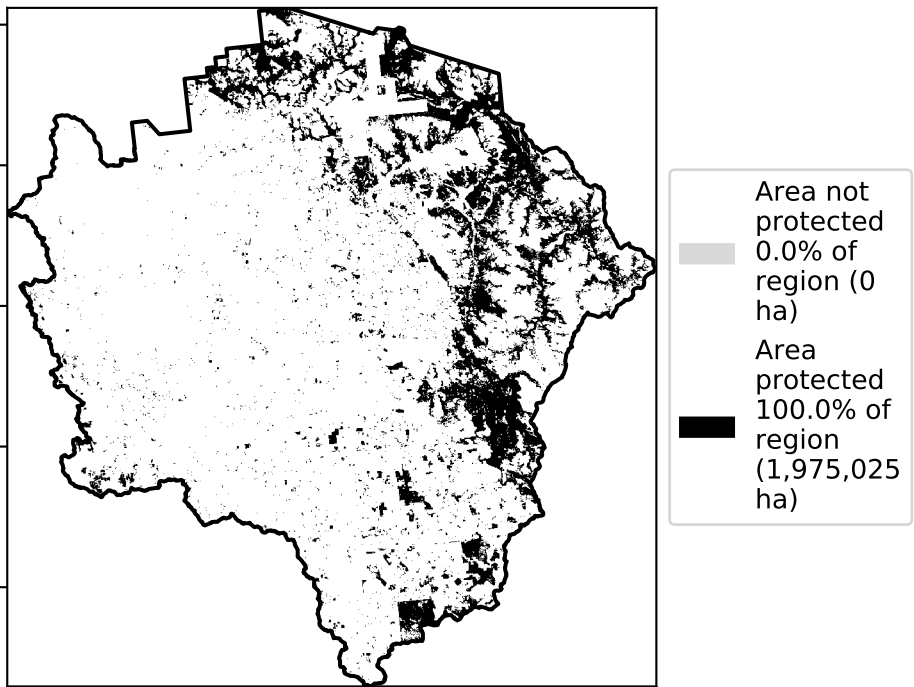 Area not
protected
0.0% of
region (0
ha)
Area
protected
100.0% of
region
(1,975,025
ha)